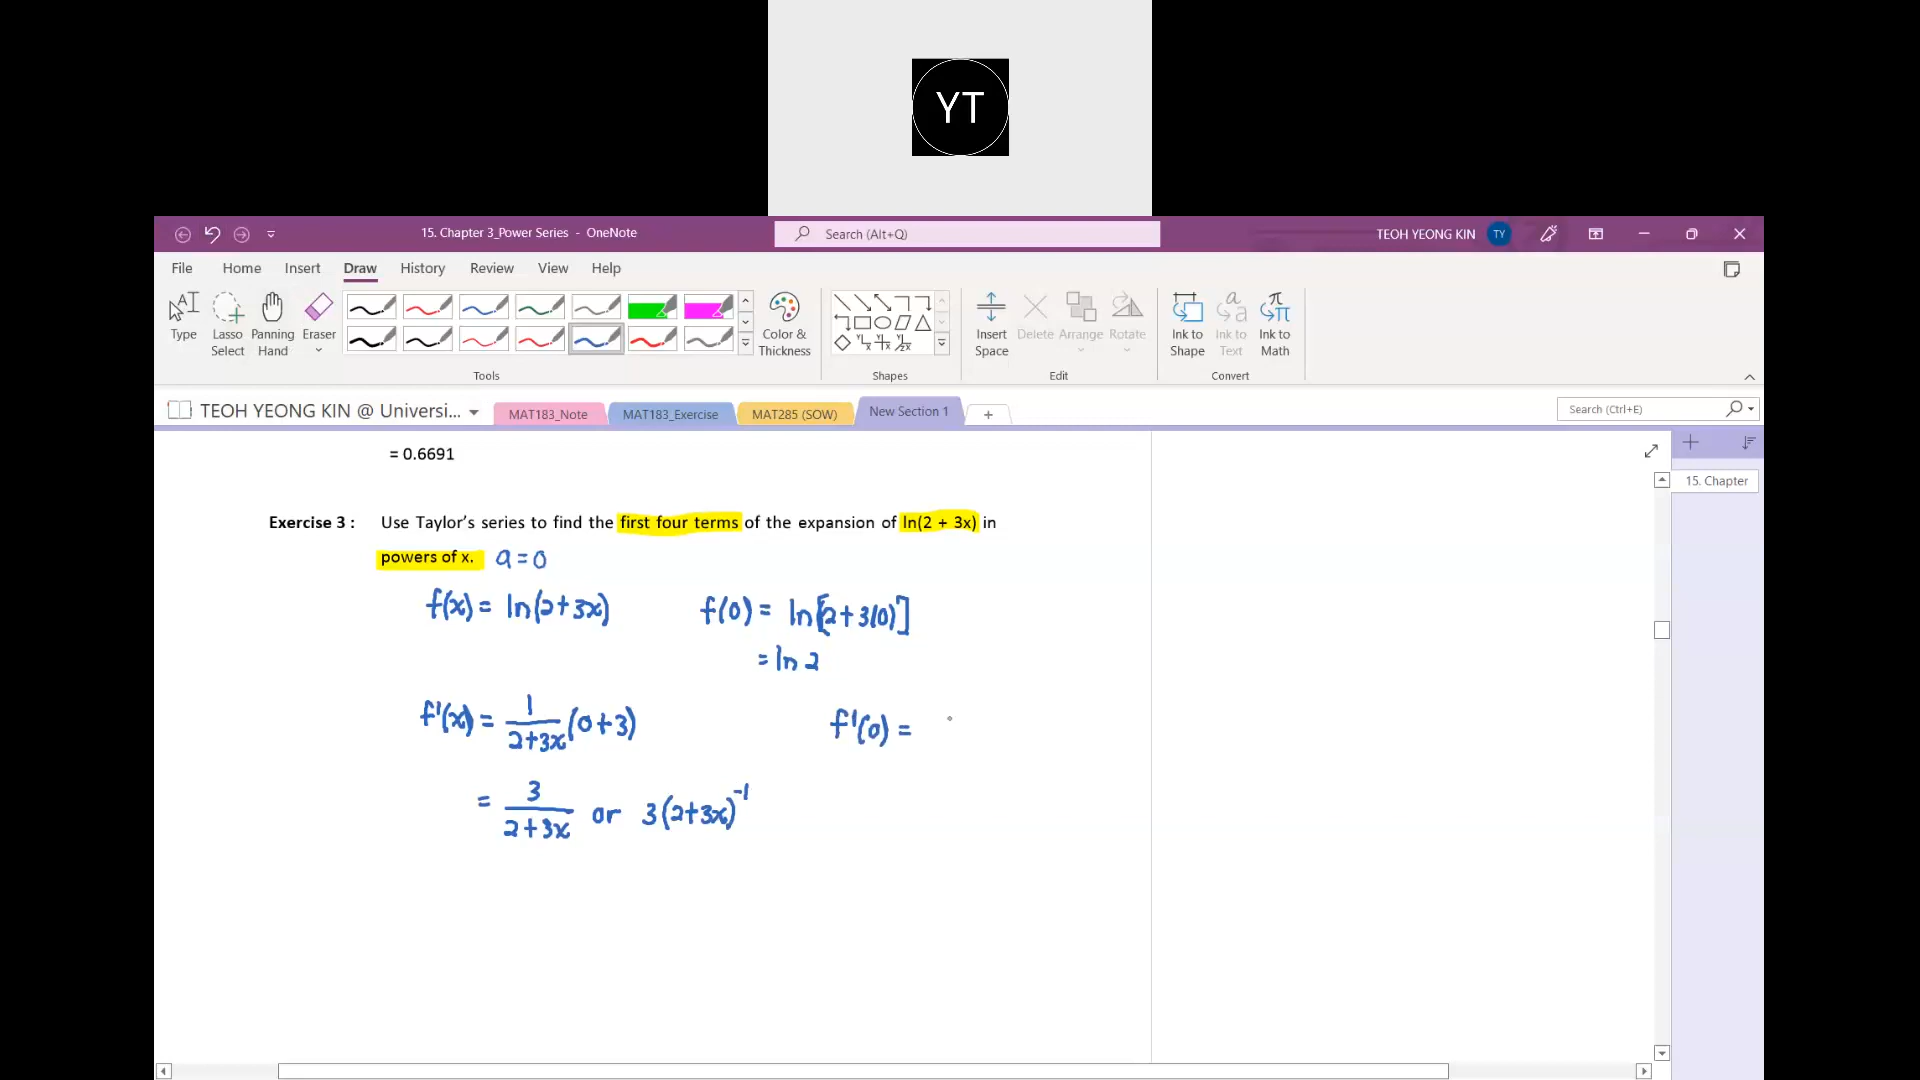 YT
15. Chapter 3_Power Series - OneNote
Search (Alt+Q)
TEOH YEONG KIN TY
File Home Insert Draw History Review View Help
Type
Lasso Select
Panning Hand
Eraser
Color & Thickness
Insert Space
Delete Arrange Rotate
Ink to Shape
Ink to Text
Ink to Math
Tools Shapes Edit Convert
TEOH YEONG KIN @ Universi... MAT183_Note MAT183_Exercise MAT285 (SOW) New Section 1 +
Search (Ctrl+E)
15. Chapter
= 0.6691
Exercise 3 : Use Taylor's series to find the first four terms of the expansion of ln(2 + 3x) in
powers of x. a = 0
f(x) = ln(2+3x) f(0) = ln[2+3(0)]
= ln 2
f'(x) = 1/(2+3x) (0+3) f'(0) =
= 3/(2+3x) or 3(2+3x)⁻¹